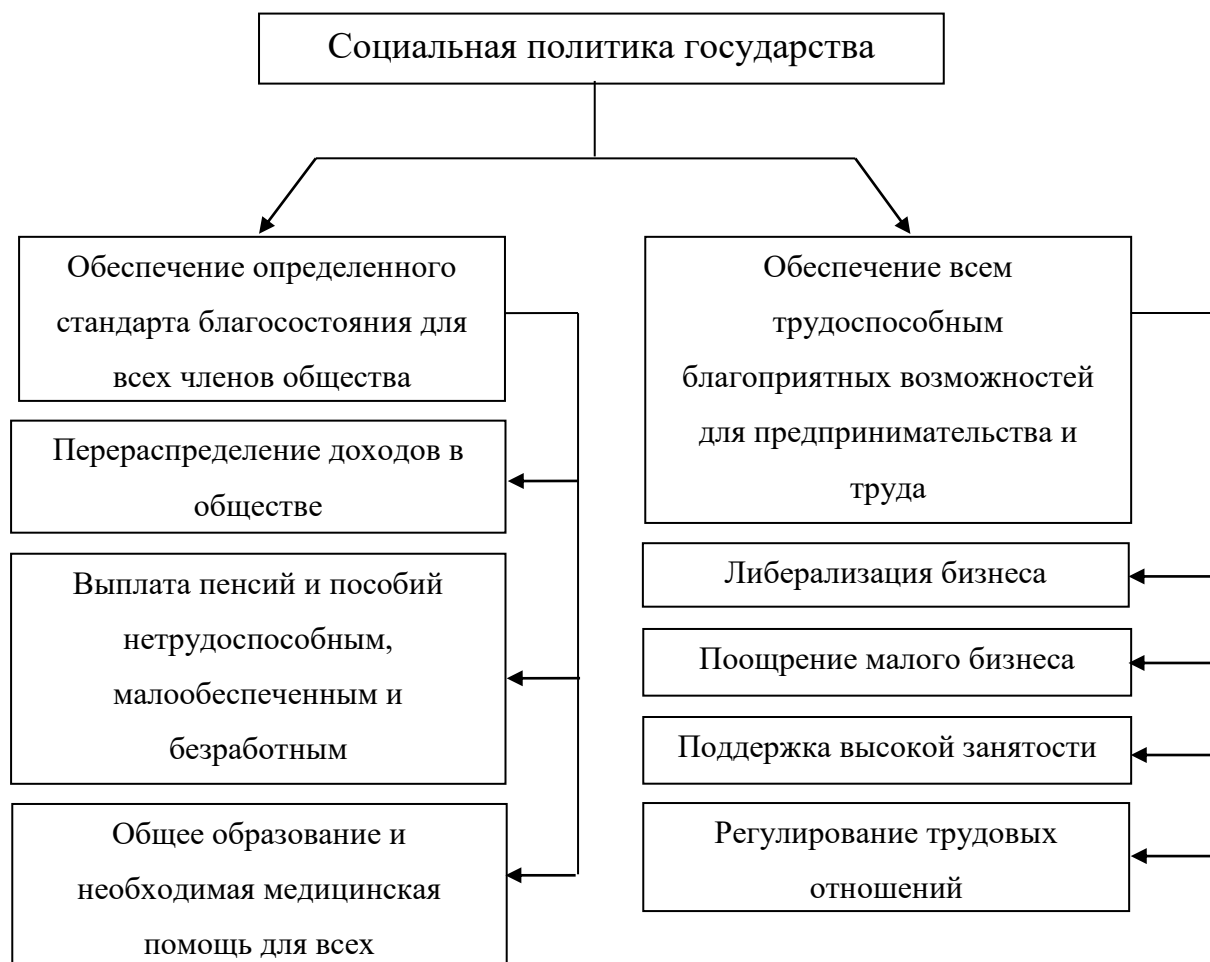 Социальная политика государства
Обеспечение определенного
стандарта благосостояния для
всех членов общества
Перераспределение доходов в
обществе
Выплата пенсий и пособий
нетрудоспособным,
малообеспеченным и
безработным
Общее образование и
необходимая медицинская
помощь для всех
Обеспечение всем
трудоспособным
благоприятных возможностей
для предпринимательства и
труда
Либерализация бизнеса
Поощрение малого бизнеса
Поддержка высокой занятости
Регулирование трудовых
отношений